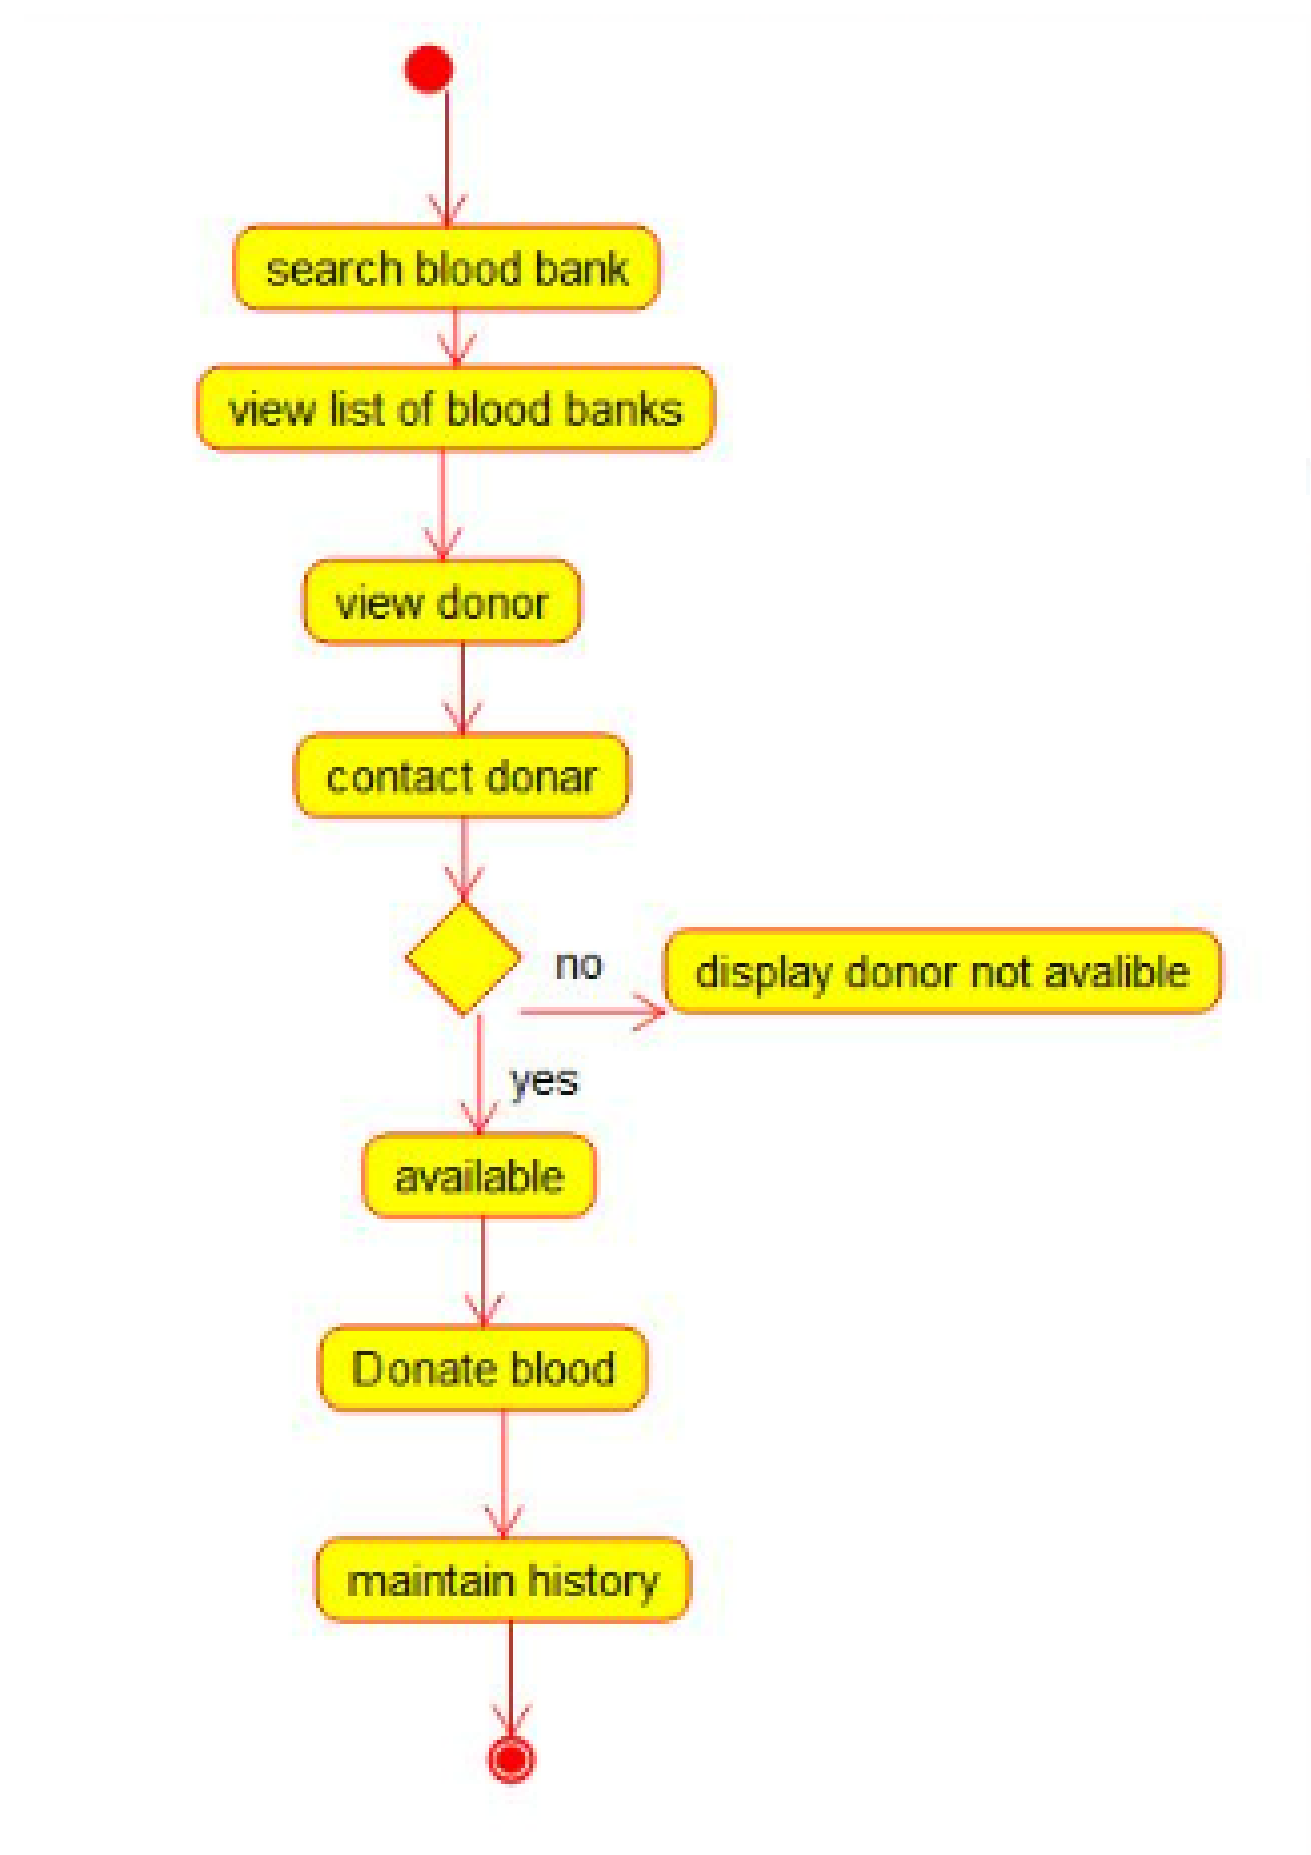 search blood bank
view list of blood banks
view donor
contact donar
no
display donor not avalible
yes
available
Donate blood
maintain history